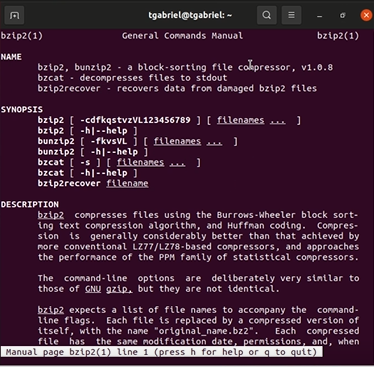 tgabriel@tgabriel: ~
bzip2(1) General Commands Manual bzip2(1)
NAME
bzip2, bunzip2 - a block-sorting file compressor, v1.0.8
bzcat - decompresses files to stdout
bzip2recover - recovers data from damaged bzip2 files
SYNOPSIS
bzip2 [ -cdfkqstvzVL123456789 ] [ filenames ... ]
bzip2 [ -h|--help ]
bunzip2 [ -fkvsVL ] [ filenames ... ]
bunzip2 [ -h|--help ]
bzcat [ -s ] [ filenames ... ]
bzcat [ -h|--help ]
bzip2recover filename
DESCRIPTION
bzip2 compresses files using the Burrows-Wheeler block sort-
ing text compression algorithm, and Huffman coding. Compres-
sion is generally considerably better than that achieved by
more conventional LZ77/LZ78-based compressors, and approaches
the performance of the PPM family of statistical compressors.
The command-line options are deliberately very similar to
those of GNU gzip, but they are not identical.
bzip2 expects a list of file names to accompany the command-
line flags. Each file is replaced by a compressed version of
itself, with the name "original_name.bz2". Each compressed
file has the same modification date, permissions, and, when
Manual page bzip2(1) line 1 (press h for help or q to quit)